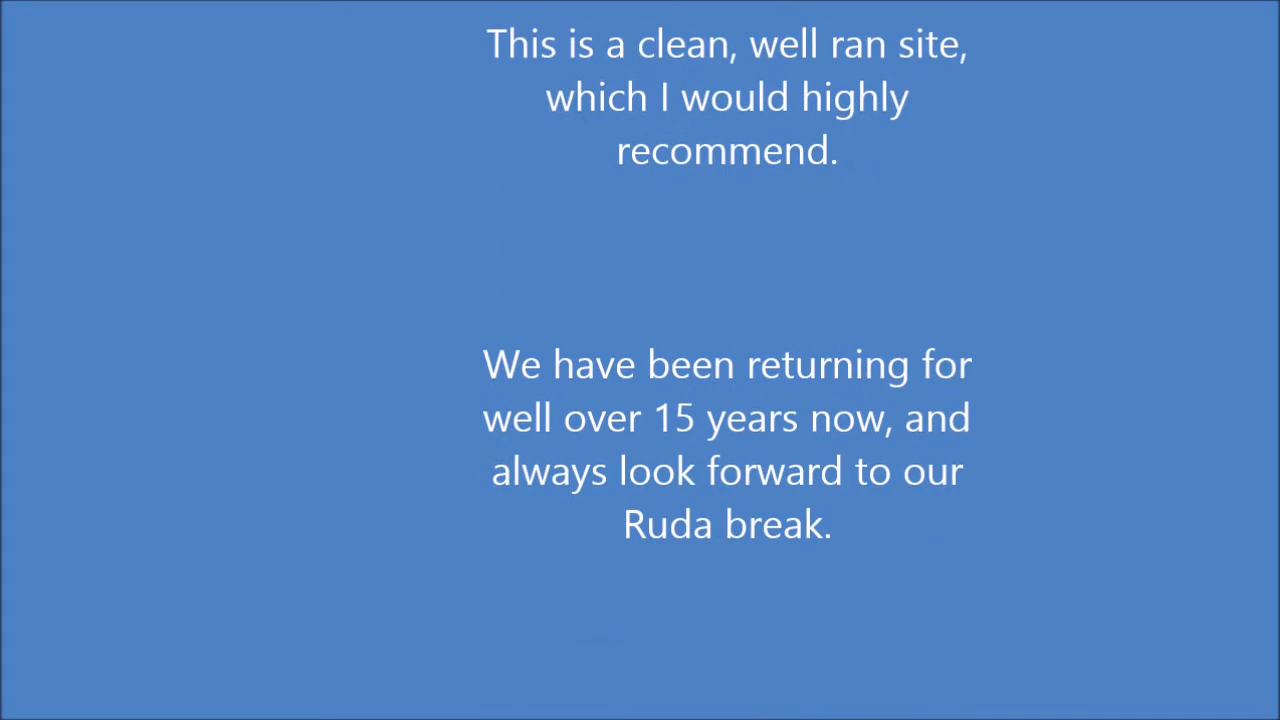 This is a clean, well ran site,
which I would highly
recommend.
We have been returning for
well over 15 years now, and
always look forward to our
Ruda break.